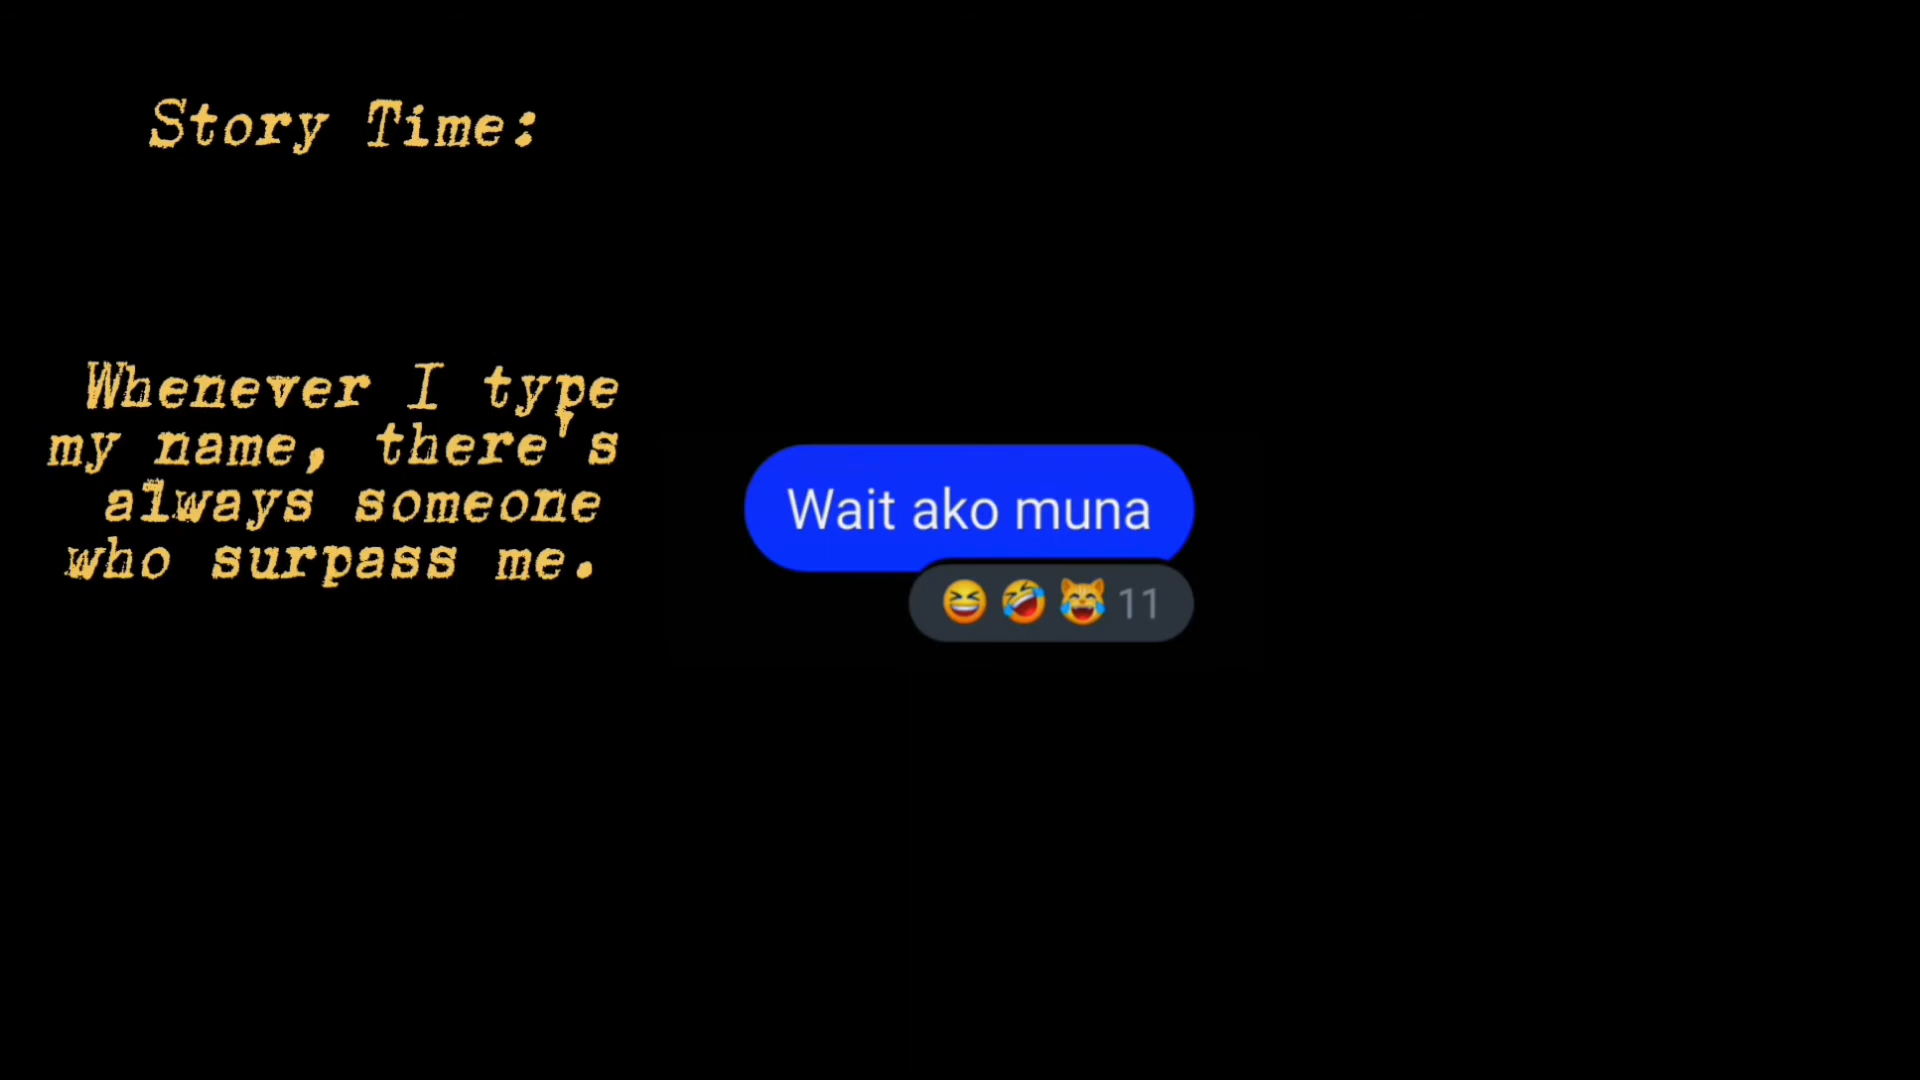 Story Time:
Whenever I type
my name, there's
always someone
who surpass me.
Wait ako muna
😆🤣😹 11